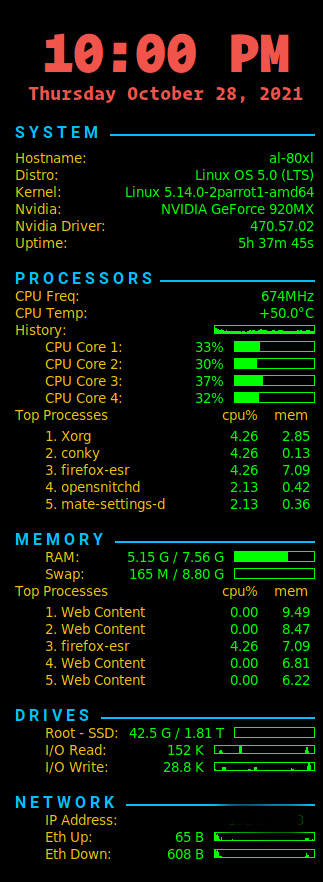 10:00 PM
Thursday October 28, 2021
SYSTEM
Hostname: al-80xl
Distro: Linux OS 5.0 (LTS)
Kernel: Linux 5.14.0-2parrot1-amd64
Nvidia: NVIDIA GeForce 920MX
Nvidia Driver: 470.57.02
Uptime: 5h 37m 45s
PROCESSORS
CPU Freq: 674MHz
CPU Temp: +50.0°C
History:
CPU Core 1: 33%
CPU Core 2: 30%
CPU Core 3: 37%
CPU Core 4: 32%
Top Processes cpu% mem
1. Xorg 4.26 2.85
2. conky 4.26 0.13
3. firefox-esr 4.26 7.09
4. opensnitchd 2.13 0.42
5. mate-settings-d 2.13 0.36
MEMORY
RAM: 5.15 G / 7.56 G
Swap: 165 M / 8.80 G
Top Processes cpu% mem
1. Web Content 0.00 9.49
2. Web Content 0.00 8.47
3. firefox-esr 4.26 7.09
4. Web Content 0.00 6.81
5. Web Content 0.00 6.22
DRIVES
Root - SSD: 42.5 G / 1.81 T
I/O Read: 152 K
I/O Write: 28.8 K
NETWORK
IP Address:
Eth Up: 65 B
Eth Down: 608 B